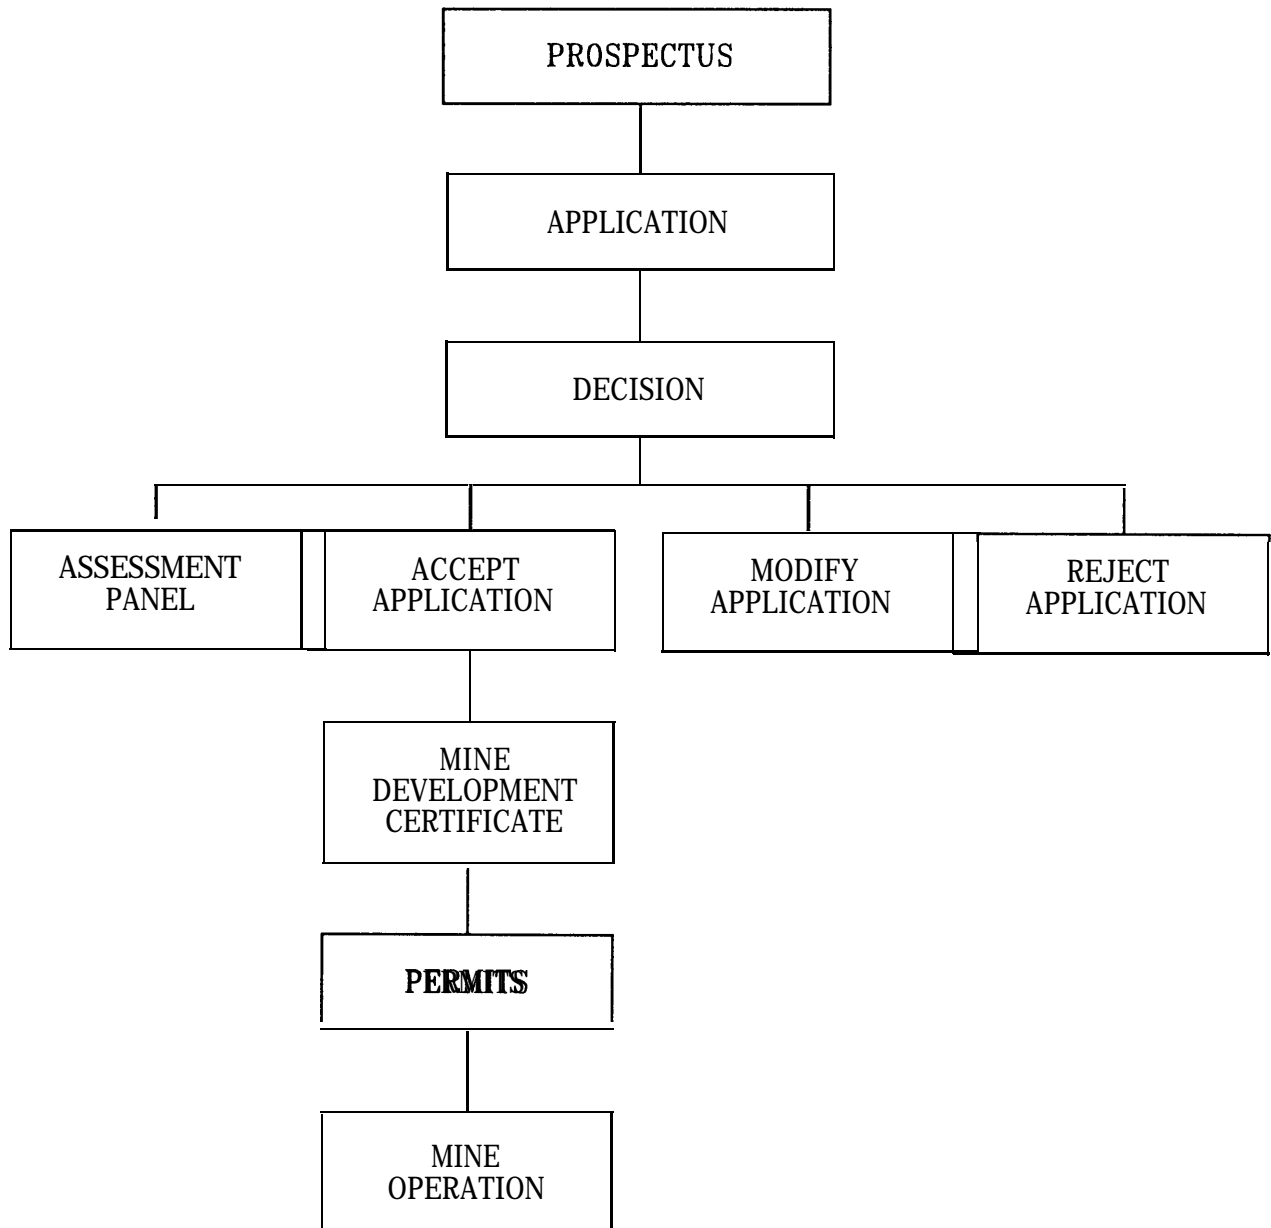 PROSPECTUS
APPLICATION
DECISION
ASSESSMENT
PANEL
ACCEPT
APPLICATION
MODIFY
APPLICATION
REJECT
APPLICATION
MINE
DEVELOPMENT
CERTIFICATE
PERMITS
MINE
OPERATION